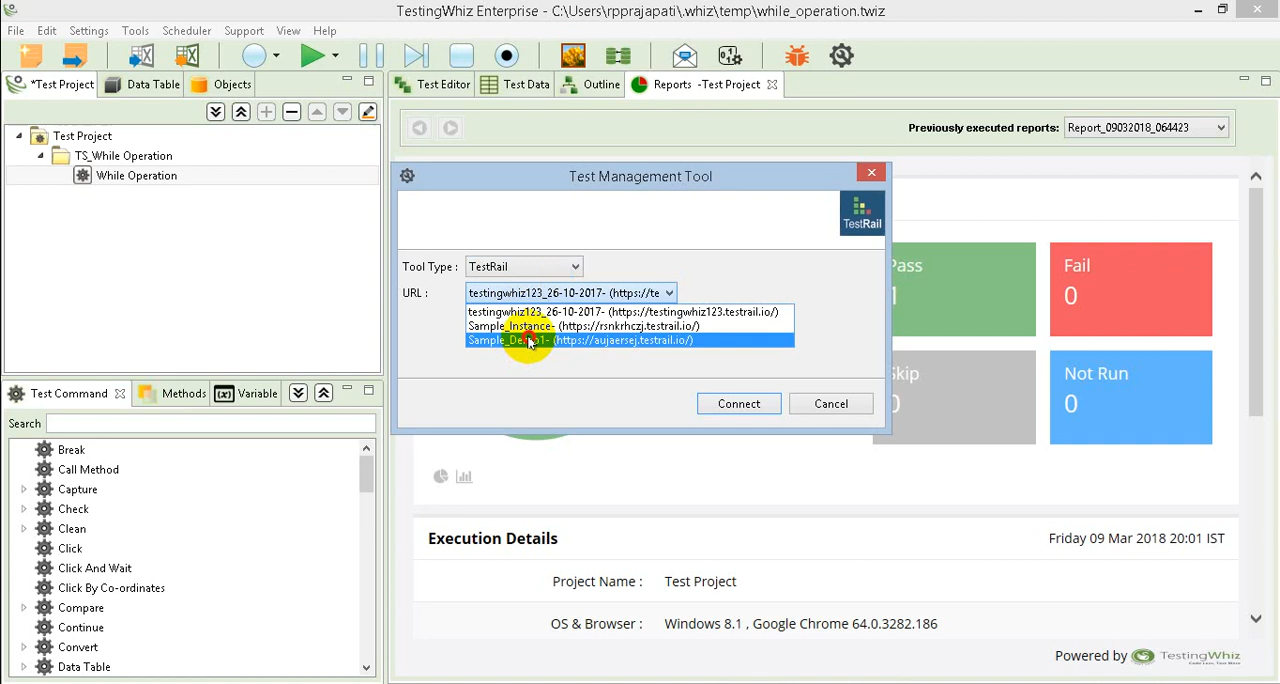 TestingWhiz Enterprise - C:\Users\rpprajapati\.whiz\temp\while_operation.twiz
File Edit Settings Tools Scheduler Support View Help
*Test Project Data Table Objects
Test Editor Test Data Outline Reports -Test Project
Previously executed reports: Report_09032018_064423
Test Project
TS_While Operation
While Operation
Test Management Tool
TestRail
Tool Type : TestRail
URL : testingwhiz123_26-10-2017- (https://te
testingwhiz123_26-10-2017- (https://testingwhiz123.testrail.io/)
Sample_Instance- (https://rsnkrhczj.testrail.io/)
Sample_Demo1- (https://aujaersej.testrail.io/)
Connect Cancel
Pass
1
Fail
0
Skip
0
Not Run
0
Test Command Methods (x) Variable
Search
Break
Call Method
Capture
Check
Clean
Click
Click And Wait
Click By Co-ordinates
Compare
Continue
Convert
Data Table
Execution Details Friday 09 Mar 2018 20:01 IST
Project Name : Test Project
OS & Browser : Windows 8.1 , Google Chrome 64.0.3282.186
Powered by TestingWhiz